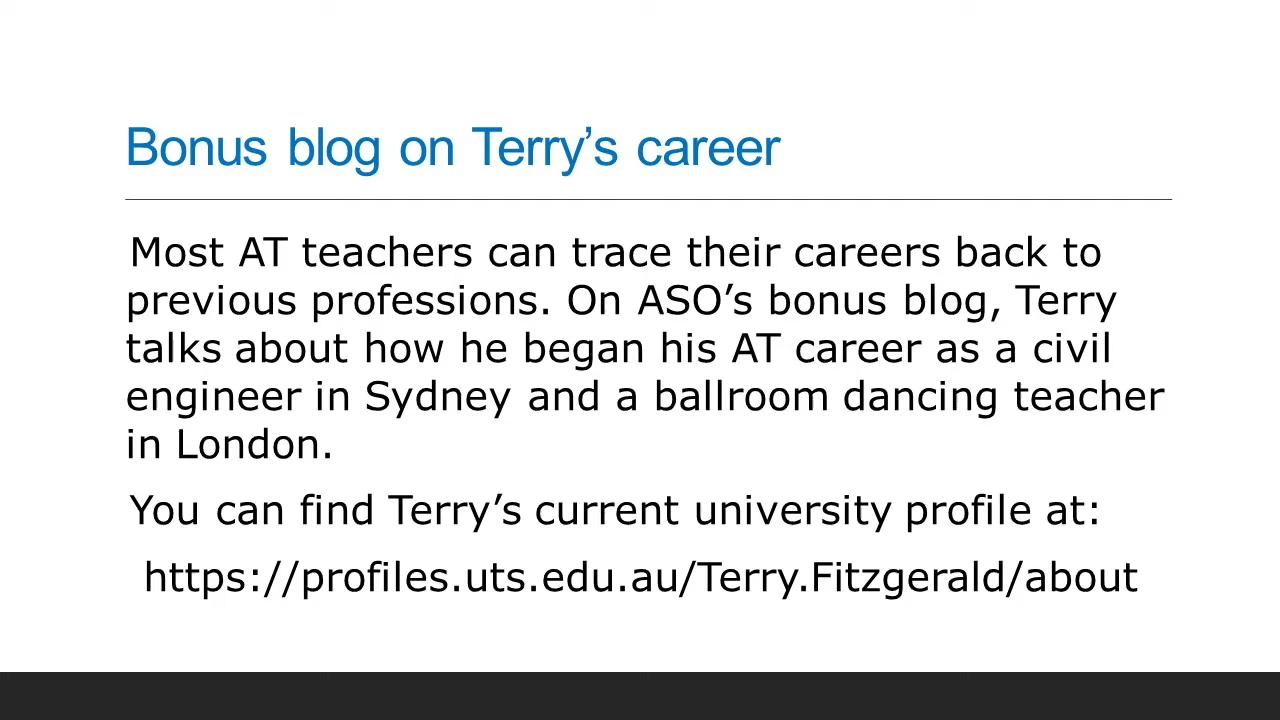 Bonus blog on Terry’s career
Most AT teachers can trace their careers back to
previous professions. On ASO’s bonus blog, Terry
talks about how he began his AT career as a civil
engineer in Sydney and a ballroom dancing teacher
in London.
You can find Terry’s current university profile at:
https://profiles.uts.edu.au/Terry.Fitzgerald/about